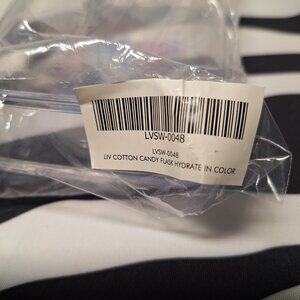 LVSW-0048
LVSW-0048
LIV COTTON CANDY FLASK HYDRATE IN COLOR